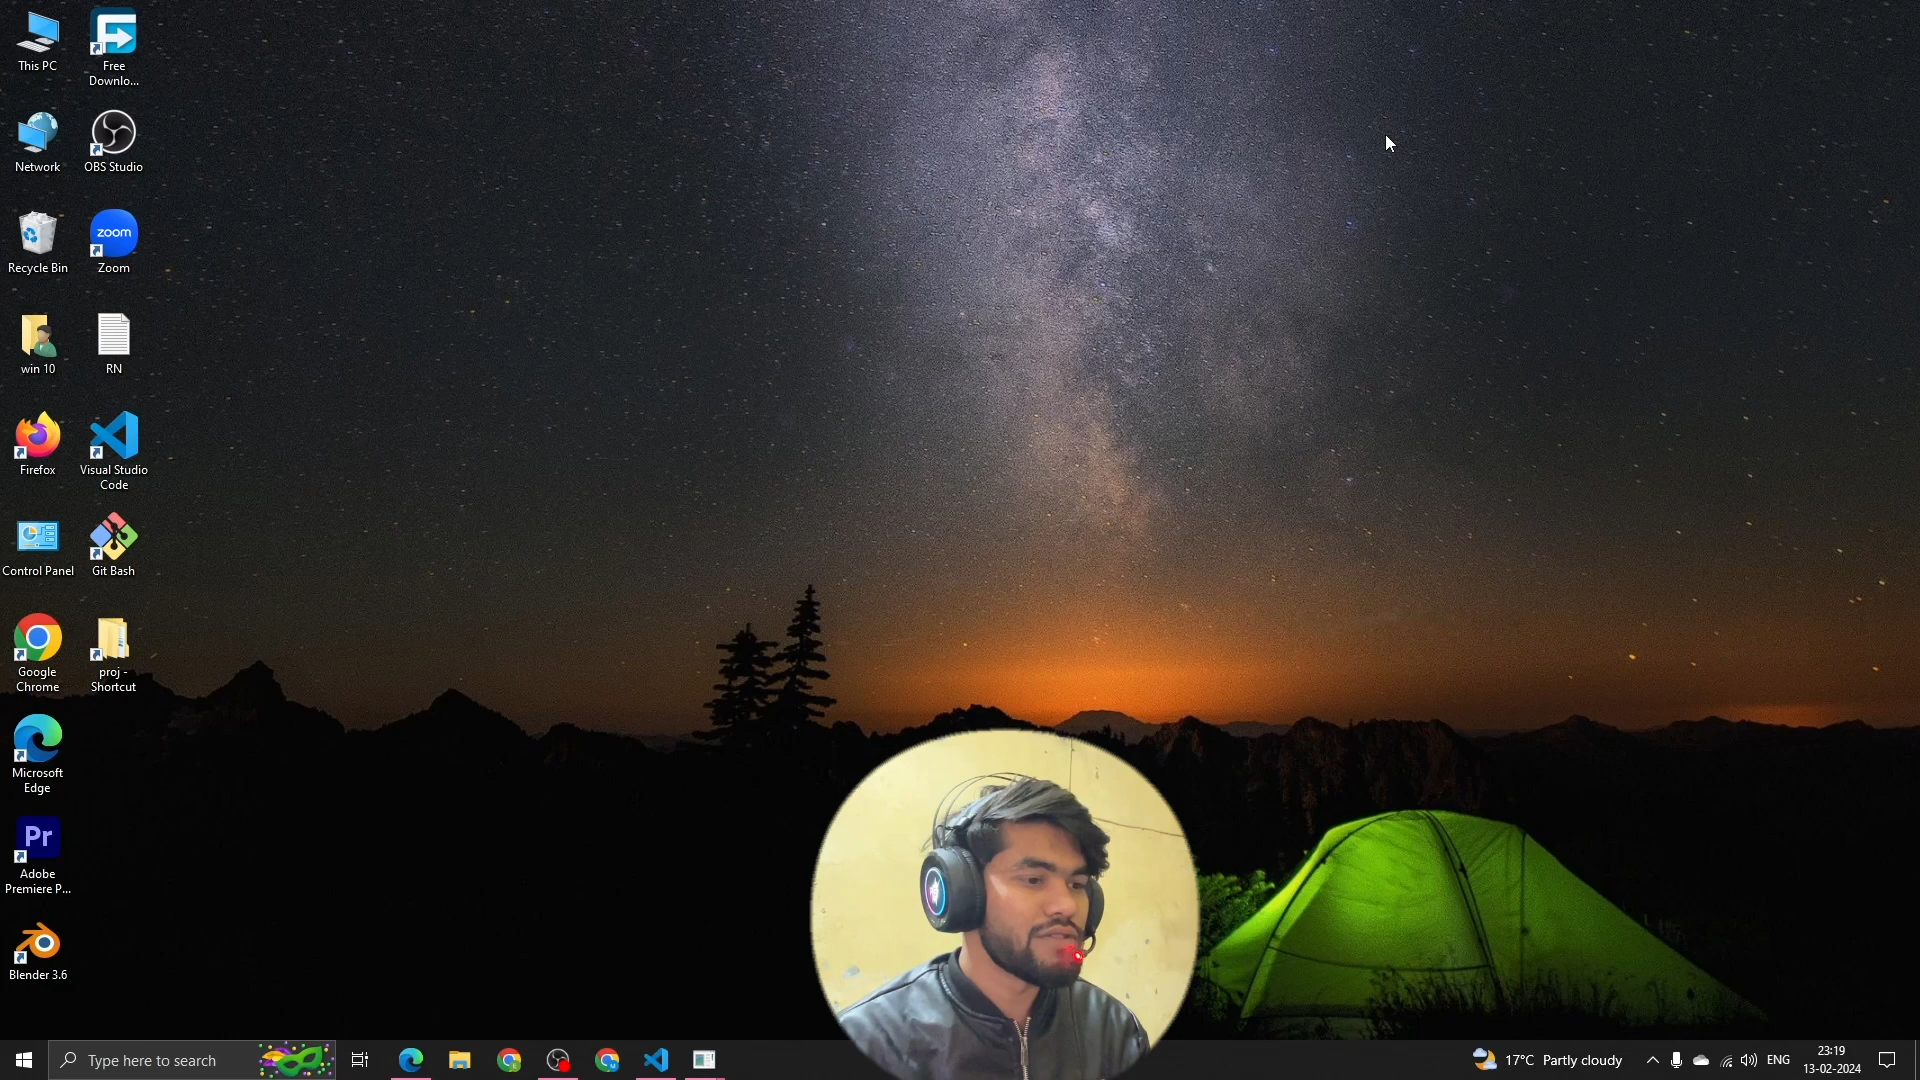 This PC
Free
Downlo...
Network
OBS Studio
zoom
Recycle Bin
Zoom
win 10
RN
Firefox
Visual Studio
Code
Control Panel
Git Bash
Google
Chrome
proj -
Shortcut
Microsoft
Edge
Pr
Adobe
Premiere P...
Blender 3.6
Type here to search
17°C Partly cloudy
ENG
23:19
13-02-2024